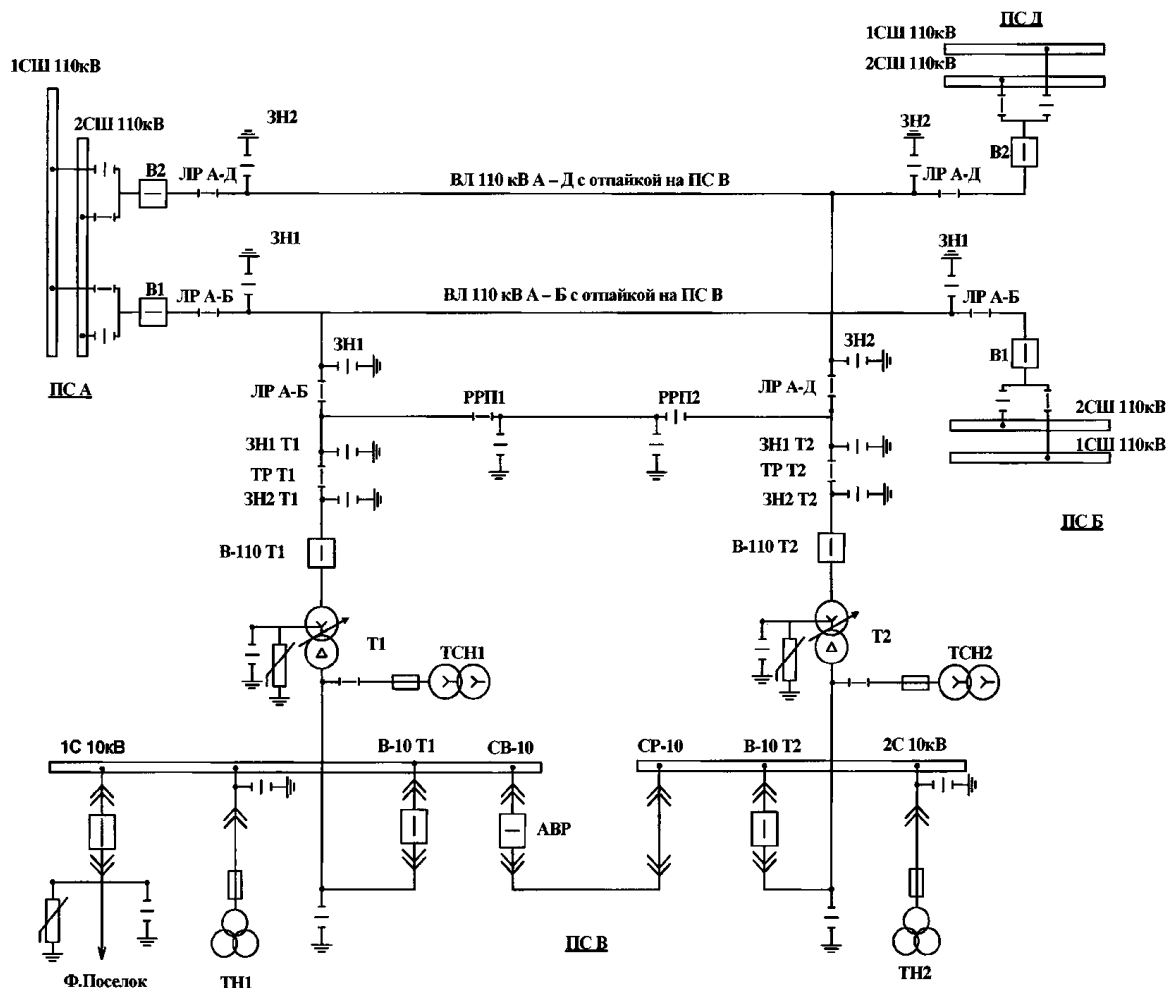 ПС Д
1СШ 110кВ
2СШ 110кВ
1СШ 110кВ
2СШ 110кВ
ЗН2
ЗН2
В2
В2
ЛР А-Д
ВЛ 110 кВ А – Д с отпайкой на ПС В
ЛР А-Д
ЗН1
ЗН1
В1
ЛР А-Б
ВЛ 110 кВ А – Б с отпайкой на ПС В
ЛР А-Б
ЗН1
ЗН2
В1
ПС А
ЛР А-Б
РРП1
РРП2
ЛР А-Д
2СШ 110кВ
ЗН1 Т1
ЗН1 Т2
1СШ 110кВ
ТР Т1
ТР Т2
ЗН2 Т1
ЗН2 Т2
ПС Б
В-110 Т1
В-110 Т2
Т1
Т2
ТСН1
ТСН2
1С 10кВ
В-10 Т1
СВ-10
СР-10
В-10 Т2
2С 10кВ
АВР
ПС В
Ф.Поселок
ТН1
ТН2